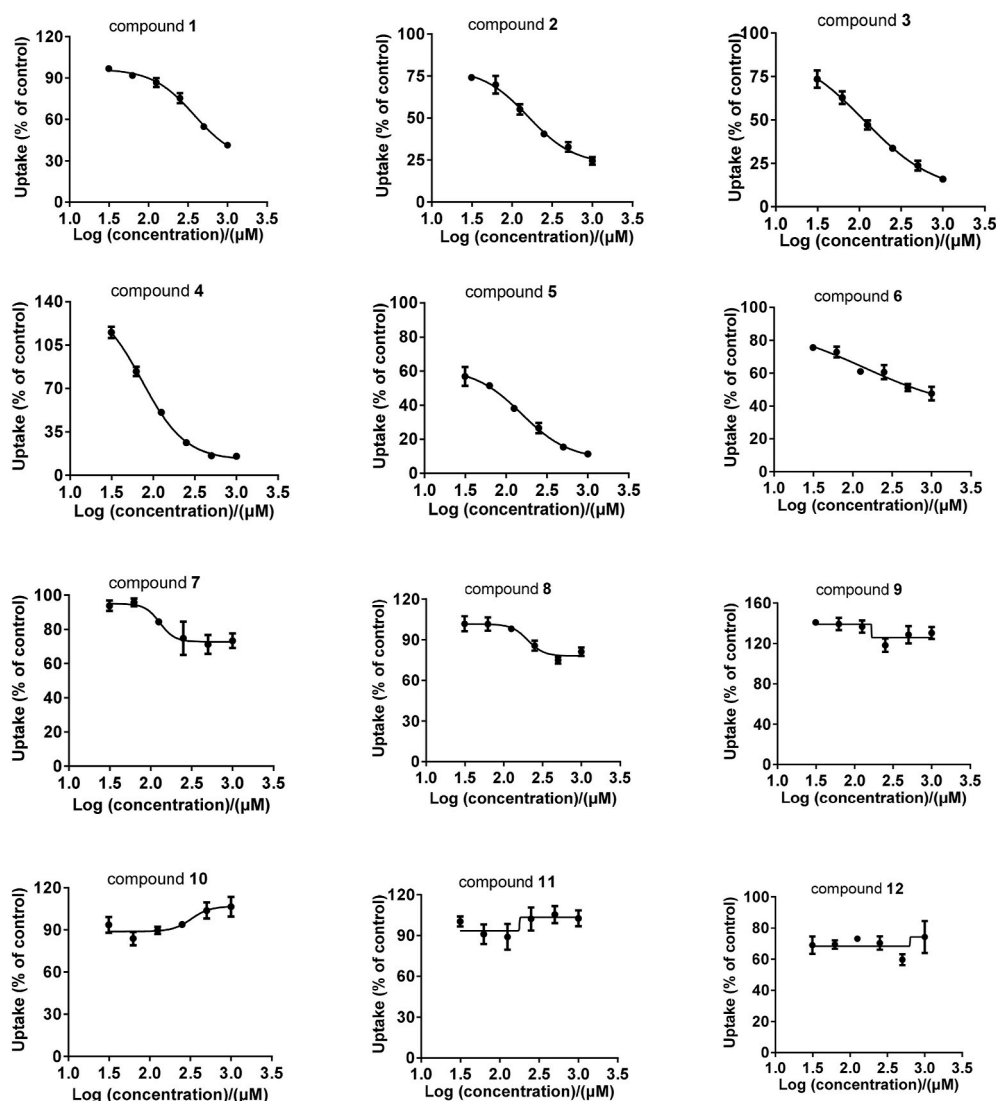 compound 1
Uptake (% of control)
120
90
60
30
0
1.0 1.5 2.0 2.5 3.0 3.5
Log (concentration)/(µM)
compound 2
Uptake (% of control)
100
75
50
25
0
1.0 1.5 2.0 2.5 3.0 3.5
Log (concentration)/(µM)
compound 3
Uptake (% of control)
100
75
50
25
0
1.0 1.5 2.0 2.5 3.0 3.5
Log (concentration)/(µM)
compound 4
Uptake (% of control)
140
105
70
35
0
1.0 1.5 2.0 2.5 3.0 3.5
Log (concentration)/(µM)
compound 5
Uptake (% of control)
100
80
60
40
20
0
1.0 1.5 2.0 2.5 3.0 3.5
Log (concentration)/(µM)
compound 6
Uptake (% of control)
100
80
60
40
20
0
1.0 1.5 2.0 2.5 3.0 3.5
Log (concentration)/(µM)
compound 7
Uptake (% of control)
100
80
60
40
20
0
1.0 1.5 2.0 2.5 3.0 3.5
Log (concentration)/(µM)
compound 8
Uptake (% of control)
120
90
60
30
0
1.0 1.5 2.0 2.5 3.0 3.5
Log (concentration)/(µM)
compound 9
Uptake (% of control)
160
120
80
40
0
1.0 1.5 2.0 2.5 3.0 3.5
Log (concentration)/(µM)
compound 10
Uptake (% of control)
120
90
60
30
0
1.0 1.5 2.0 2.5 3.0 3.5
Log (concentration)/(µM)
compound 11
Uptake (% of control)
120
90
60
30
0
1.0 1.5 2.0 2.5 3.0 3.5
Log (concentration)/(µM)
compound 12
Uptake (% of control)
100
80
60
40
20
0
1.0 1.5 2.0 2.5 3.0 3.5
Log (concentration)/(µM)